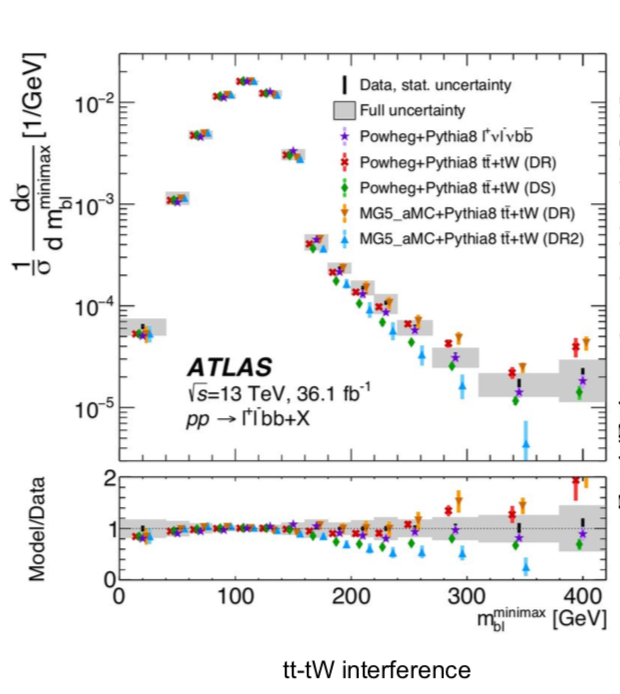 1/σ dσ/d m_bl^minimax [1/GeV]
10⁻²
10⁻³
10⁻⁴
10⁻⁵
Data, stat. uncertainty
Full uncertainty
Powheg+Pythia8 l⁺νl⁻ν̄bb̄
Powheg+Pythia8 tt̄+tW (DR)
Powheg+Pythia8 tt̄+tW (DS)
MG5_aMC+Pythia8 tt̄+tW (DR)
MG5_aMC+Pythia8 tt̄+tW (DR2)
ATLAS
√s=13 TeV, 36.1 fb⁻¹
pp → l⁺l⁻bb+X
Model/Data
2
1
0
0 100 200 300 400
m_bl^minimax [GeV]
tt-tW interference